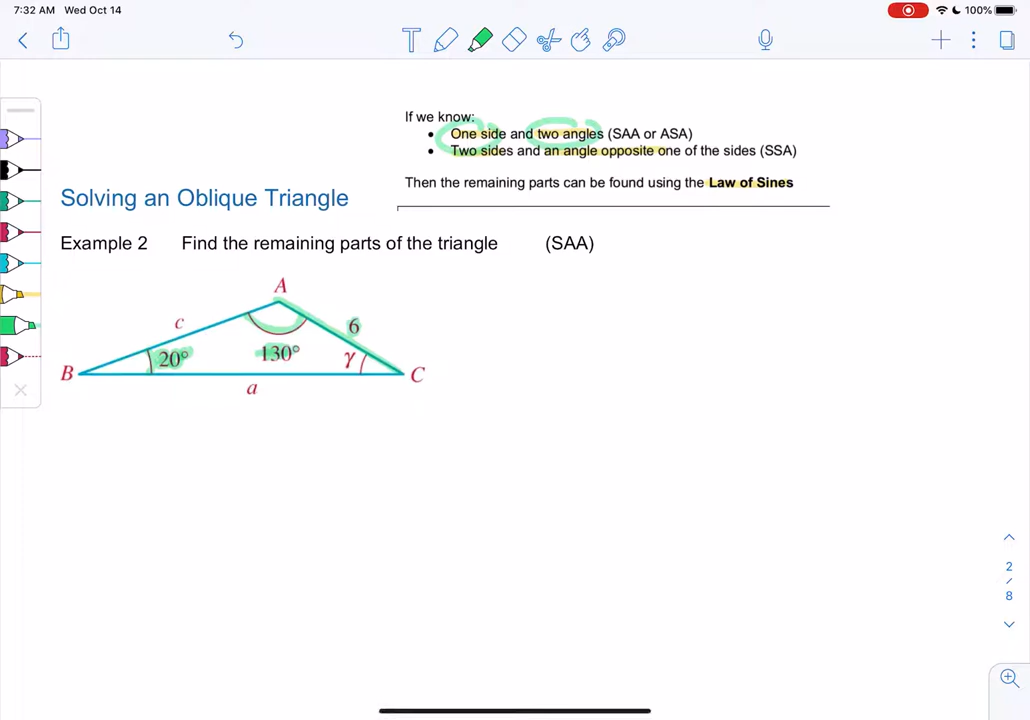 7:32 AM Wed Oct 14
100%
If we know:
• One side and two angles (SAA or ASA)
• Two sides and an angle opposite one of the sides (SSA)
Then the remaining parts can be found using the Law of Sines
Solving an Oblique Triangle
Example 2 Find the remaining parts of the triangle (SAA)
A
c
6
20°
130°
γ
B
C
a
2
/
8